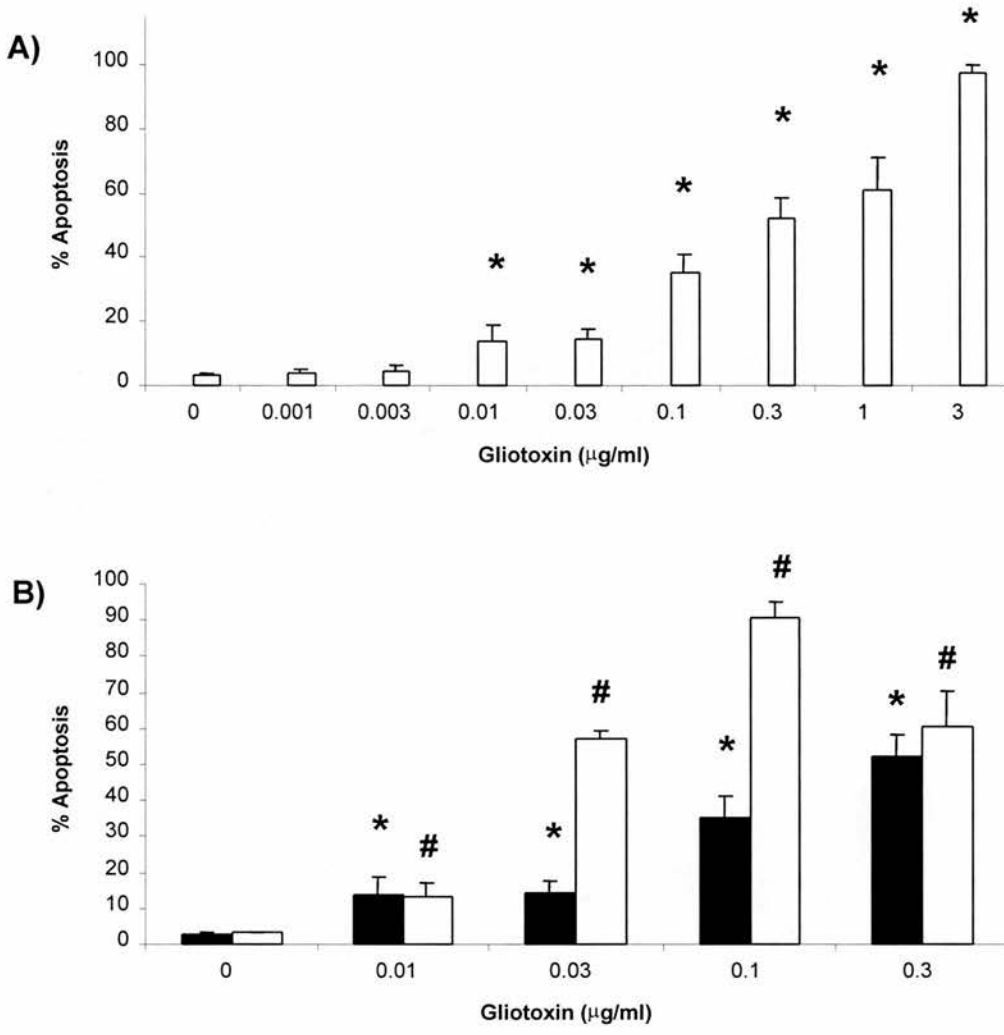 A)
100
80
60
40
20
0
% Apoptosis
* * * * * *
0 0.001 0.003 0.01 0.03 0.1 0.3 1 3
Gliotoxin (μg/ml)
B)
100
90
80
70
60
50
40
30
20
10
0
% Apoptosis
* # * # * # * #
0 0.01 0.03 0.1 0.3
Gliotoxin (μg/ml)